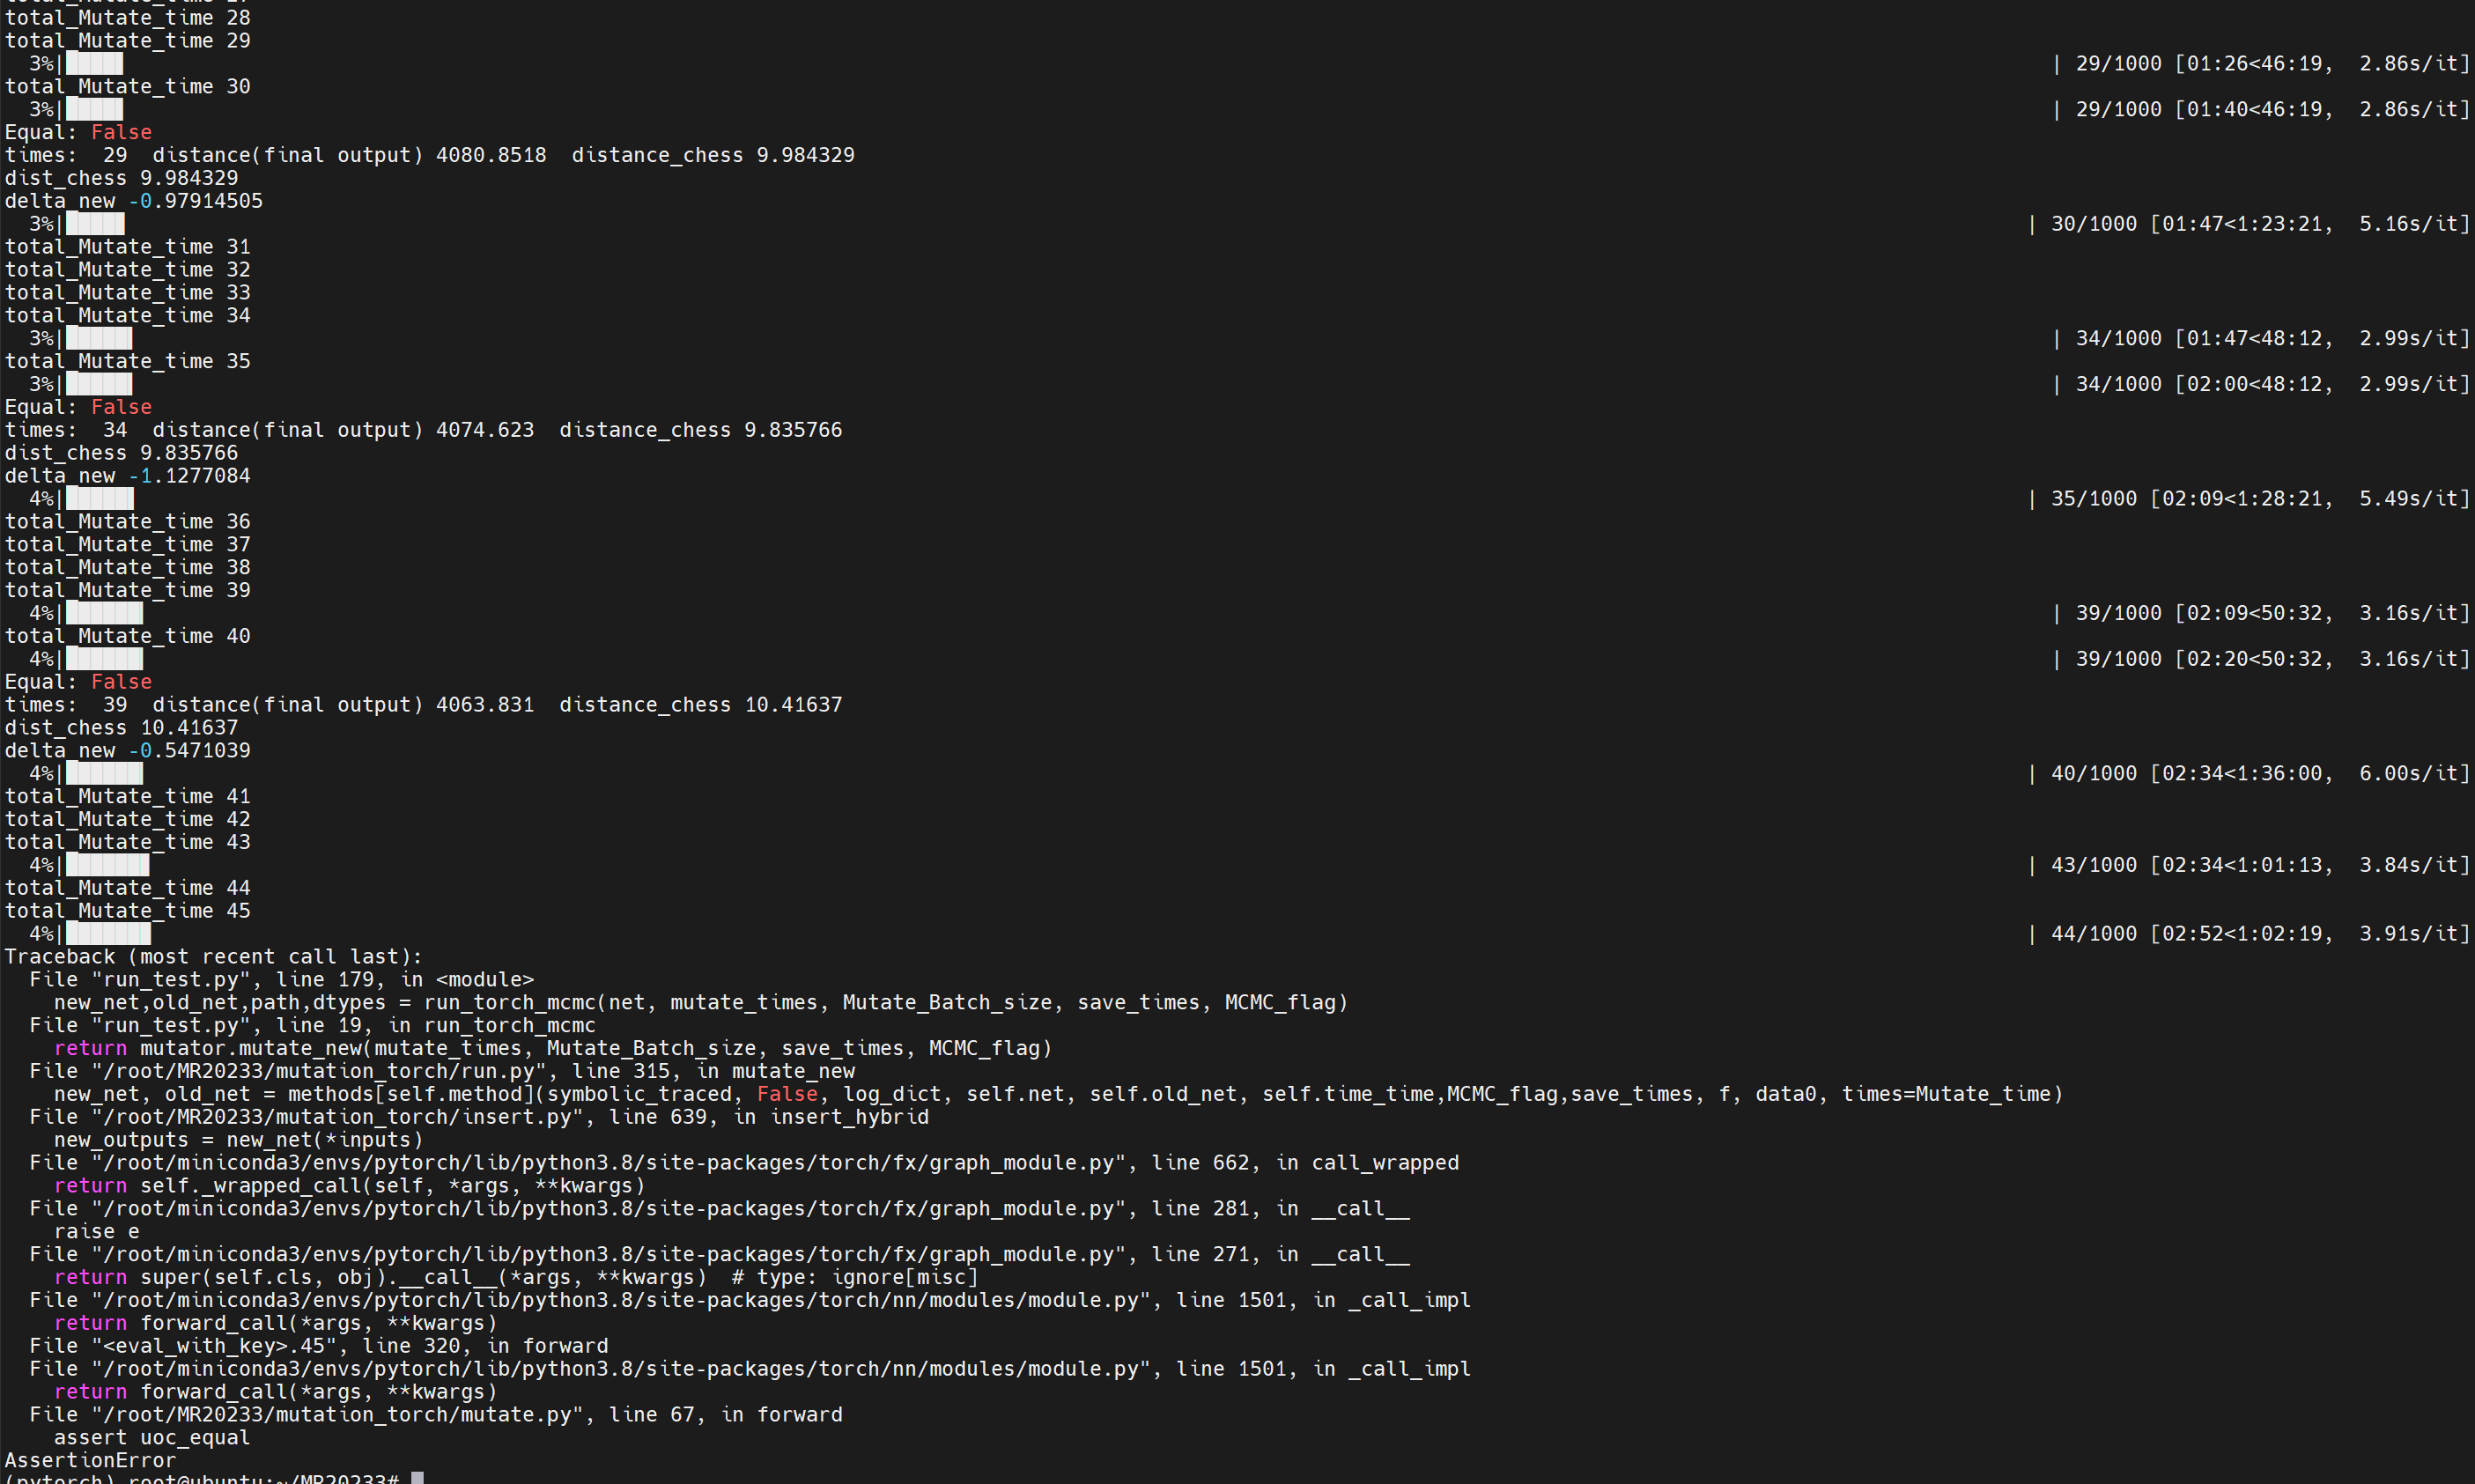 total_Mutate_time 27
total_Mutate_time 28
total_Mutate_time 29
3%| | 29/1000 [01:26<46:19, 2.86s/it]
total_Mutate_time 30
3%| | 29/1000 [01:40<46:19, 2.86s/it]
Equal: False
times:  29  distance(final output) 4080.8518  distance_chess 9.984329
dist_chess 9.984329
delta_new -0.97914505
3%| | 30/1000 [01:47<1:23:21, 5.16s/it]
total_Mutate_time 31
total_Mutate_time 32
total_Mutate_time 33
total_Mutate_time 34
3%| | 34/1000 [01:47<48:12, 2.99s/it]
total_Mutate_time 35
3%| | 34/1000 [02:00<48:12, 2.99s/it]
Equal: False
times:  34  distance(final output) 4074.623  distance_chess 9.835766
dist_chess 9.835766
delta_new -1.1277084
4%| | 35/1000 [02:09<1:28:21, 5.49s/it]
total_Mutate_time 36
total_Mutate_time 37
total_Mutate_time 38
total_Mutate_time 39
4%| | 39/1000 [02:09<50:32, 3.16s/it]
total_Mutate_time 40
4%| | 39/1000 [02:20<50:32, 3.16s/it]
Equal: False
times:  39  distance(final output) 4063.831  distance_chess 10.41637
dist_chess 10.41637
delta_new -0.5471039
4%| | 40/1000 [02:34<1:36:00, 6.00s/it]
total_Mutate_time 41
total_Mutate_time 42
total_Mutate_time 43
4%| | 43/1000 [02:34<1:01:13, 3.84s/it]
total_Mutate_time 44
total_Mutate_time 45
4%| | 44/1000 [02:52<1:02:19, 3.91s/it]
Traceback (most recent call last):
  File "run_test.py", line 179, in <module>
    new_net,old_net,path,dtypes = run_torch_mcmc(net, mutate_times, Mutate_Batch_size, save_times, MCMC_flag)
  File "run_test.py", line 19, in run_torch_mcmc
    return mutator.mutate_new(mutate_times, Mutate_Batch_size, save_times, MCMC_flag)
  File "/root/MR20233/mutation_torch/run.py", line 315, in mutate_new
    new_net, old_net = methods[self.method](symbolic_traced, False, log_dict, self.net, self.old_net, self.time_time,MCMC_flag,save_times, f, data0, times=Mutate_time)
  File "/root/MR20233/mutation_torch/insert.py", line 639, in insert_hybrid
    new_outputs = new_net(*inputs)
  File "/root/miniconda3/envs/pytorch/lib/python3.8/site-packages/torch/fx/graph_module.py", line 662, in call_wrapped
    return self._wrapped_call(self, *args, **kwargs)
  File "/root/miniconda3/envs/pytorch/lib/python3.8/site-packages/torch/fx/graph_module.py", line 281, in __call__
    raise e
  File "/root/miniconda3/envs/pytorch/lib/python3.8/site-packages/torch/fx/graph_module.py", line 271, in __call__
    return super(self.cls, obj).__call__(*args, **kwargs)  # type: ignore[misc]
  File "/root/miniconda3/envs/pytorch/lib/python3.8/site-packages/torch/nn/modules/module.py", line 1501, in _call_impl
    return forward_call(*args, **kwargs)
  File "<eval_with_key>.45", line 320, in forward
  File "/root/miniconda3/envs/pytorch/lib/python3.8/site-packages/torch/nn/modules/module.py", line 1501, in _call_impl
    return forward_call(*args, **kwargs)
  File "/root/MR20233/mutation_torch/mutate.py", line 67, in forward
    assert uoc_equal
AssertionError
(pytorch) root@ubuntu:~/MR20233#